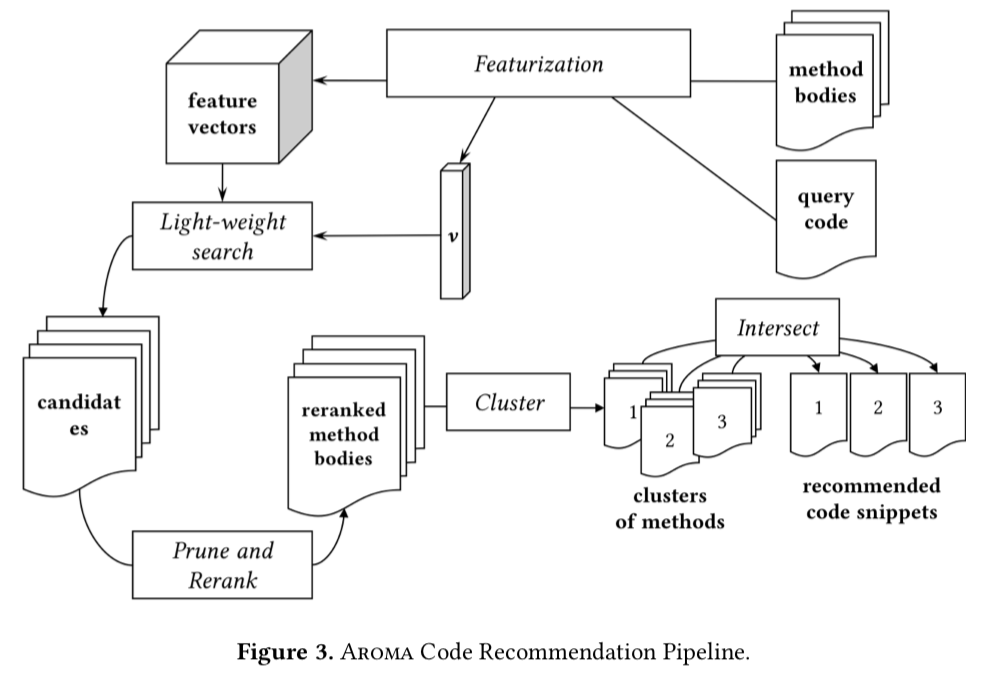 Featurization
method
bodies
feature
vectors
query
code
Light-weight
search
v
Intersect
candidat
es
reranked
method
bodies
Cluster
1
2
3
1
2
3
clusters
of methods
recommended
code snippets
Prune and
Rerank
Figure 3. AROMA Code Recommendation Pipeline.